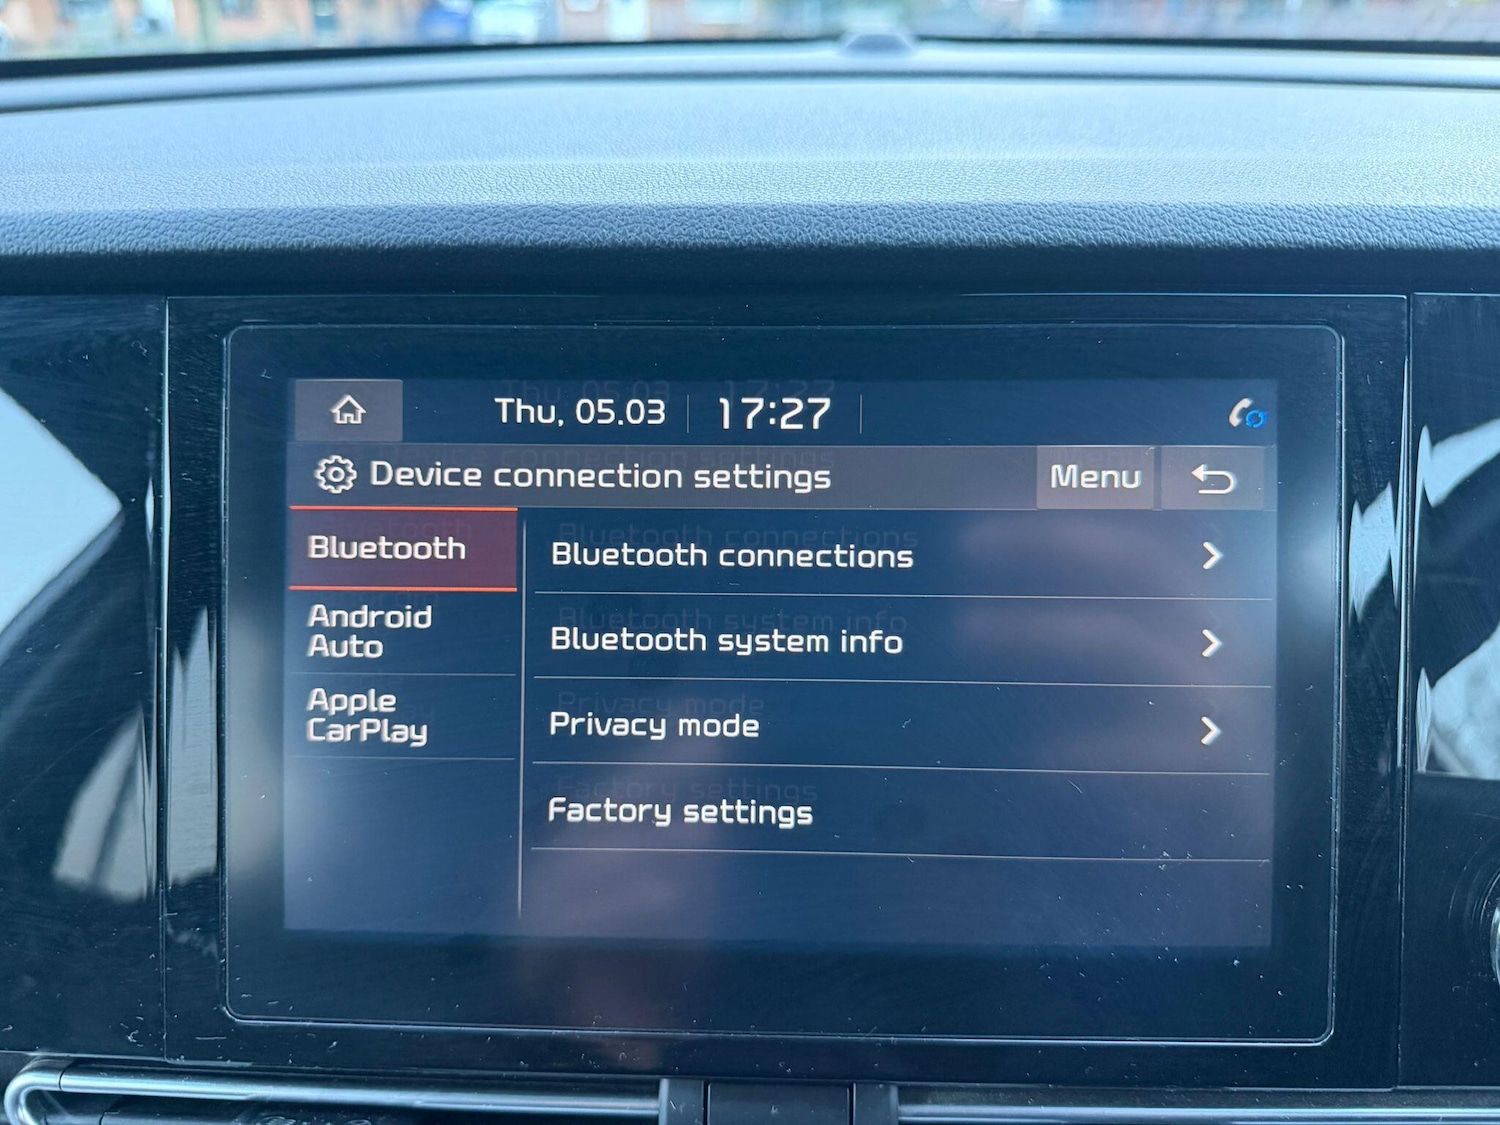 Thu, 05.03 17:27
Device connection settings Menu
Bluetooth
Android
Auto
Apple
CarPlay
Bluetooth connections
Bluetooth system info
Privacy mode
Factory settings